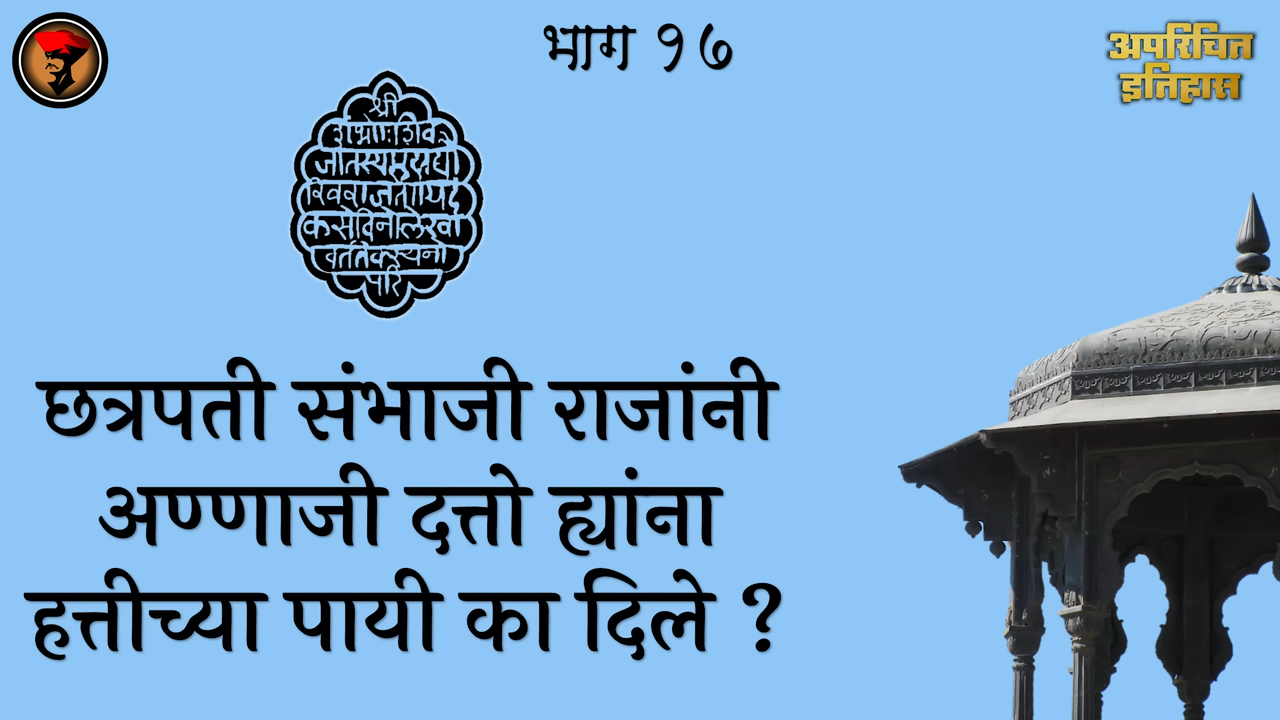 भाग १७
अपरिचित
इतिहास
श्री
छत्रपती संभाजी राजांनी
अण्णाजी दत्तो ह्यांना
हत्तीच्या पायी का दिले ?